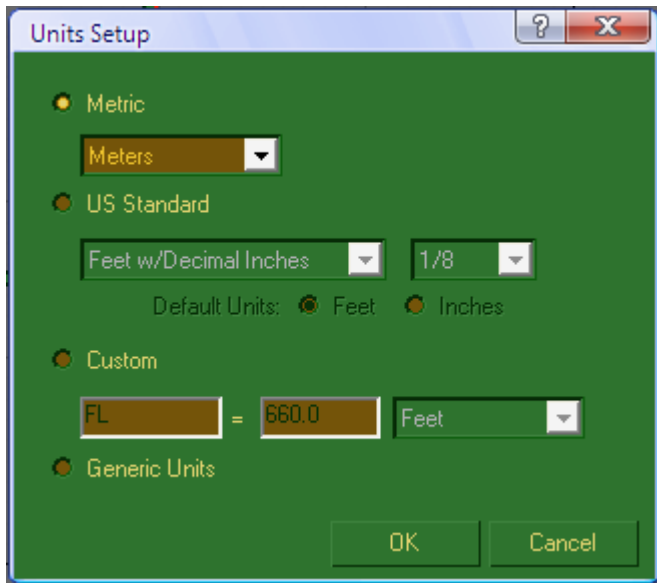 Units Setup
?
X
Metric
Meters
US Standard
Feet w/Decimal Inches 1/8
Default Units: Feet Inches
Custom
FL = 660.0 Feet
Generic Units
OK Cancel